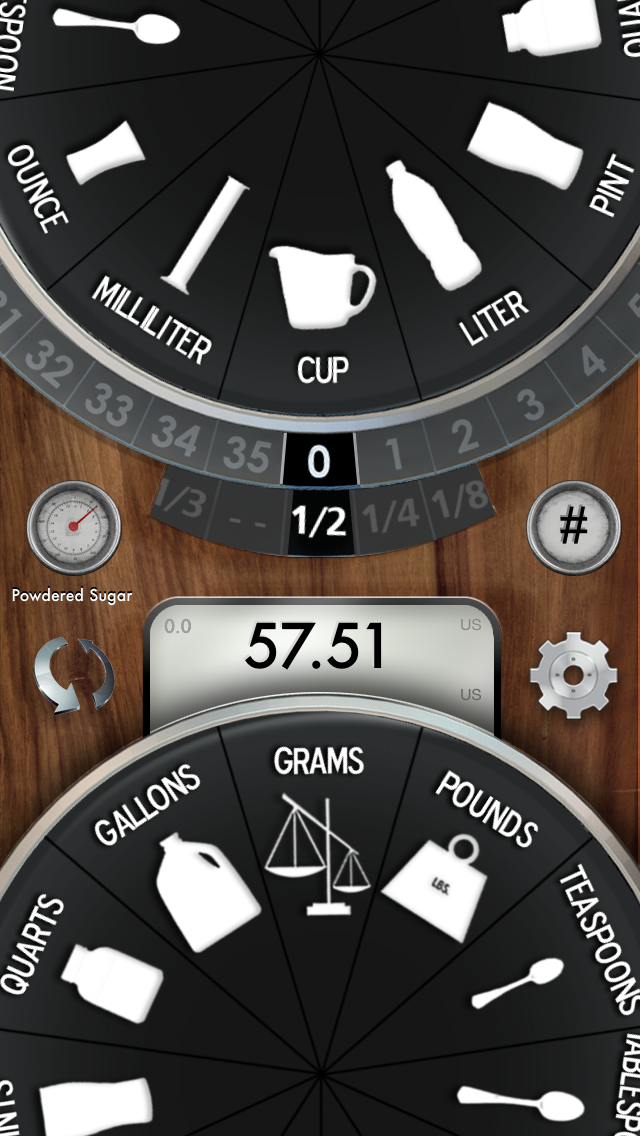 OUNCE
MILLILITER
CUP
LITER
PINT
32
33
34
35
0
1
2
3
4
1/3
- -
1/2
1/4
1/8
#
Powdered Sugar
0.0
57.51
US
US
QUARTS
GALLONS
GRAMS
POUNDS
LBS.
TEASPOONS